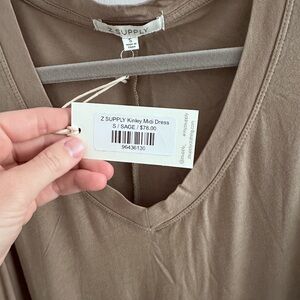 Z SUPPLY
S
Z SUPPLY Kinley Midi Dress
S / SAGE / $78.00
96436130